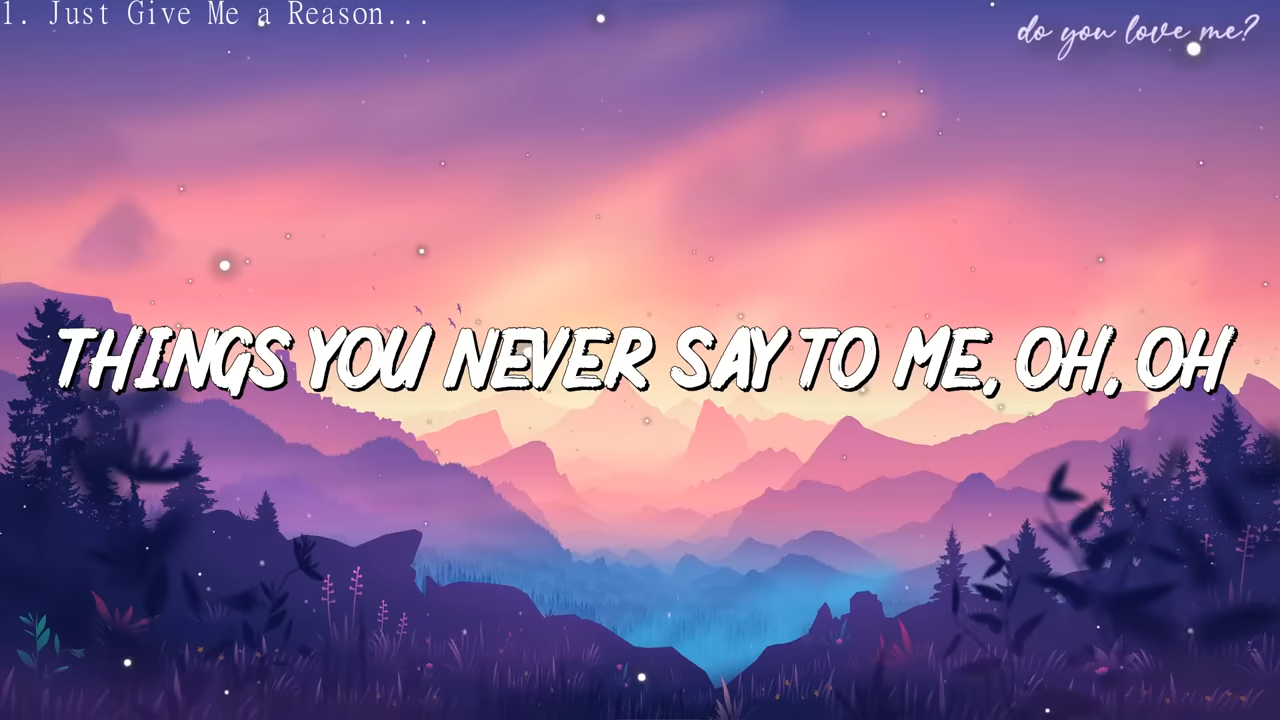 1. Just Give Me a Reason...
do you love me?
THINGS YOU NEVER SAY TO ME, OH, OH